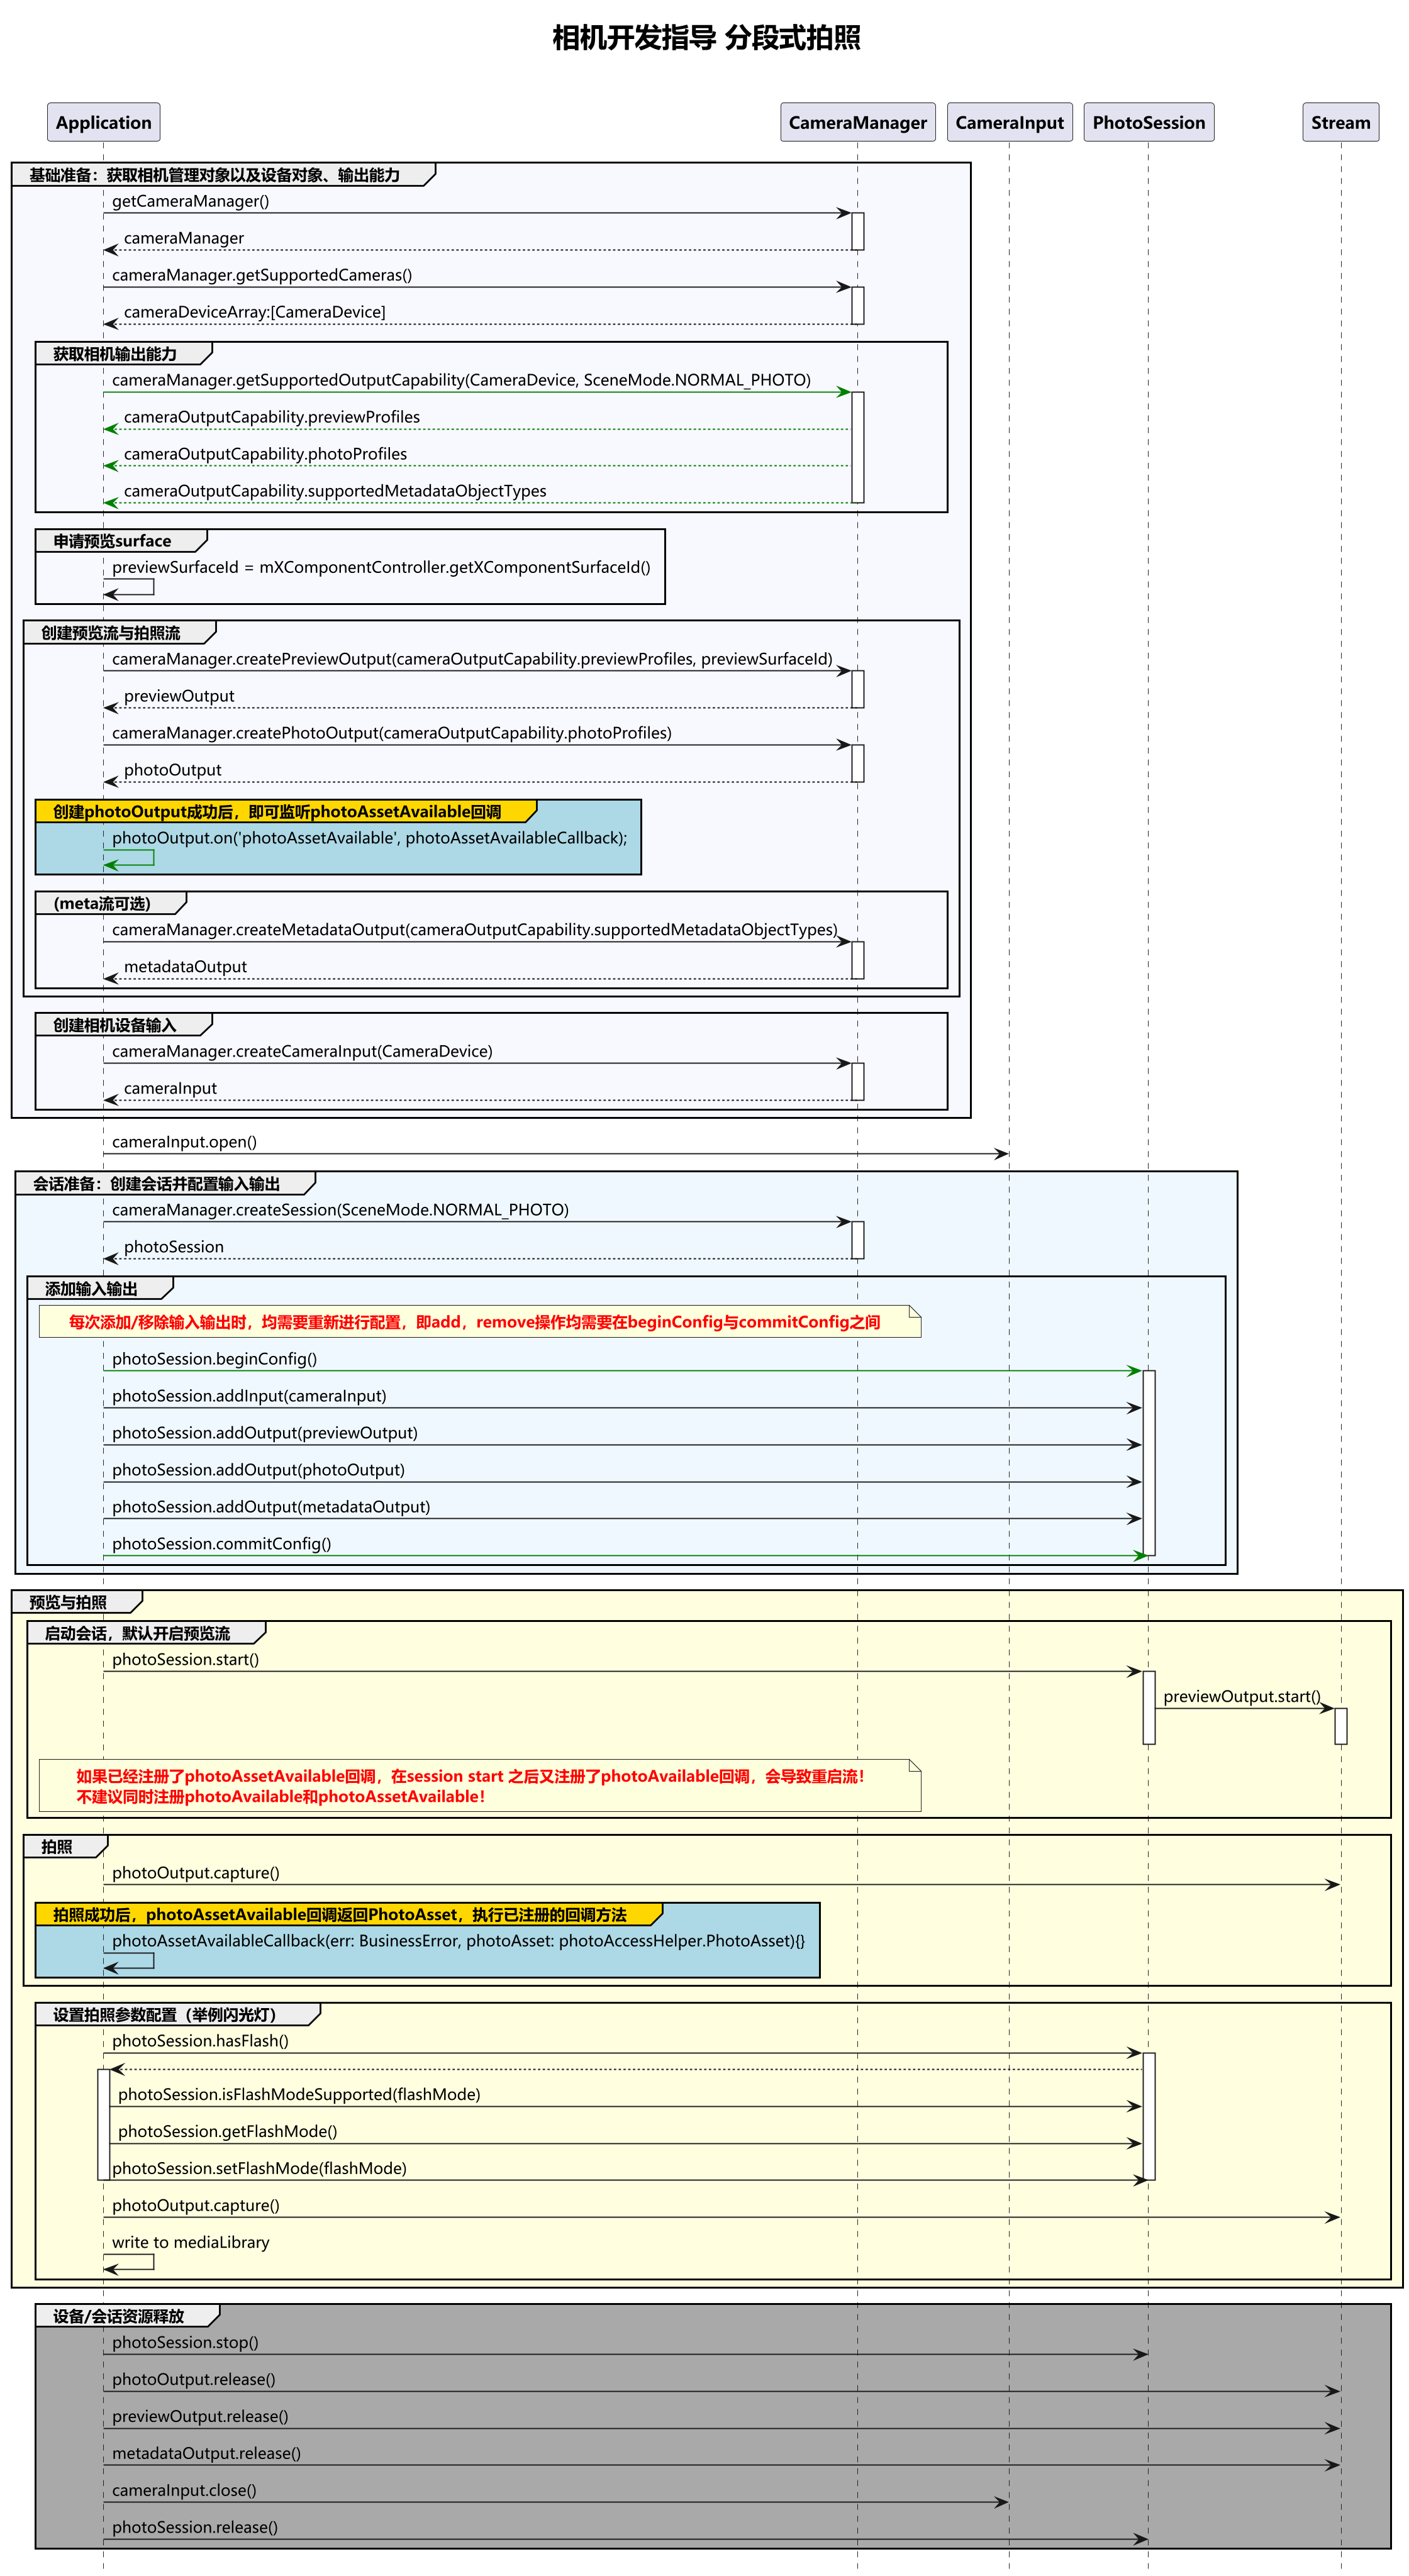 相机开发指导 分段式拍照
Application
CameraManager
CameraInput
PhotoSession
Stream
基础准备：获取相机管理对象以及设备对象、输出能力
getCameraManager()
cameraManager
cameraManager.getSupportedCameras()
cameraDeviceArray:[CameraDevice]
获取相机输出能力
cameraManager.getSupportedOutputCapability(CameraDevice, SceneMode.NORMAL_PHOTO)
cameraOutputCapability.previewProfiles
cameraOutputCapability.photoProfiles
cameraOutputCapability.supportedMetadataObjectTypes
申请预览surface
previewSurfaceId = mXComponentController.getXComponentSurfaceId()
创建预览流与拍照流
cameraManager.createPreviewOutput(cameraOutputCapability.previewProfiles, previewSurfaceId)
previewOutput
cameraManager.createPhotoOutput(cameraOutputCapability.photoProfiles)
photoOutput
创建photoOutput成功后，即可监听photoAssetAvailable回调
photoOutput.on('photoAssetAvailable', photoAssetAvailableCallback);
(meta流可选)
cameraManager.createMetadataOutput(cameraOutputCapability.supportedMetadataObjectTypes)
metadataOutput
创建相机设备输入
cameraManager.createCameraInput(CameraDevice)
cameraInput
cameraInput.open()
会话准备：创建会话并配置输入输出
cameraManager.createSession(SceneMode.NORMAL_PHOTO)
photoSession
添加输入输出
每次添加/移除输入输出时，均需要重新进行配置，即add，remove操作均需要在beginConfig与commitConfig之间
photoSession.beginConfig()
photoSession.addInput(cameraInput)
photoSession.addOutput(previewOutput)
photoSession.addOutput(photoOutput)
photoSession.addOutput(metadataOutput)
photoSession.commitConfig()
预览与拍照
启动会话，默认开启预览流
photoSession.start()
previewOutput.start()
如果已经注册了photoAssetAvailable回调，在session start 之后又注册了photoAvailable回调，会导致重启流！
不建议同时注册photoAvailable和photoAssetAvailable！
拍照
photoOutput.capture()
拍照成功后，photoAssetAvailable回调返回PhotoAsset，执行已注册的回调方法
photoAssetAvailableCallback(err: BusinessError, photoAsset: photoAccessHelper.PhotoAsset){}
设置拍照参数配置（举例闪光灯）
photoSession.hasFlash()
photoSession.isFlashModeSupported(flashMode)
photoSession.getFlashMode()
photoSession.setFlashMode(flashMode)
photoOutput.capture()
write to mediaLibrary
设备/会话资源释放
photoSession.stop()
photoOutput.release()
previewOutput.release()
metadataOutput.release()
cameraInput.close()
photoSession.release()